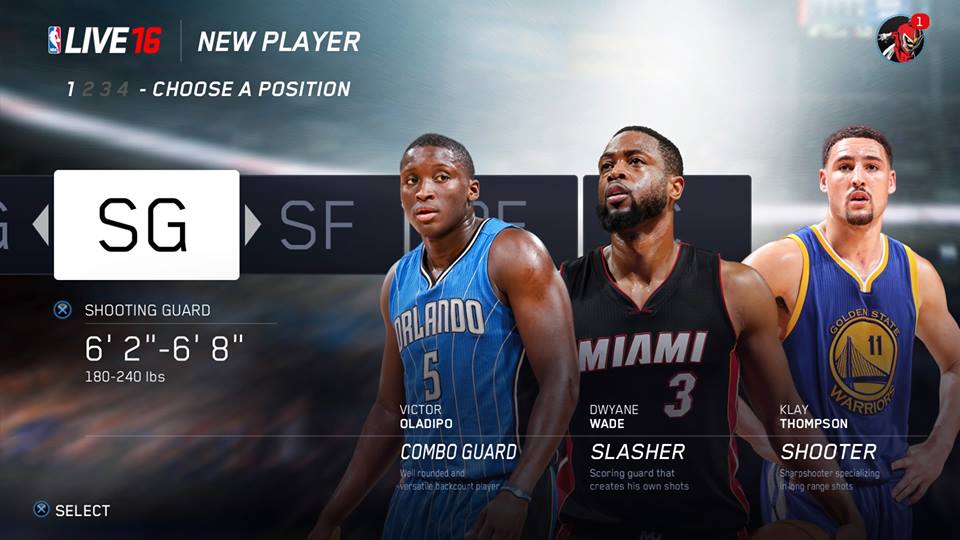 NBA LIVE 16 NEW PLAYER
1
1 2 3 4 - CHOOSE A POSITION
G SG SF PF C
SHOOTING GUARD
6' 2"-6' 8"
180-240 lbs
ORLANDO
5
MIAMI
3
GOLDEN STATE
11
WARRIORS
VICTOR
OLADIPO
COMBO GUARD
Well rounded and
versatile backcourt player
DWYANE
WADE
SLASHER
Scoring guard that
creates his own shots
KLAY
THOMPSON
SHOOTER
Sharpshooter specializing
in long range shots
SELECT